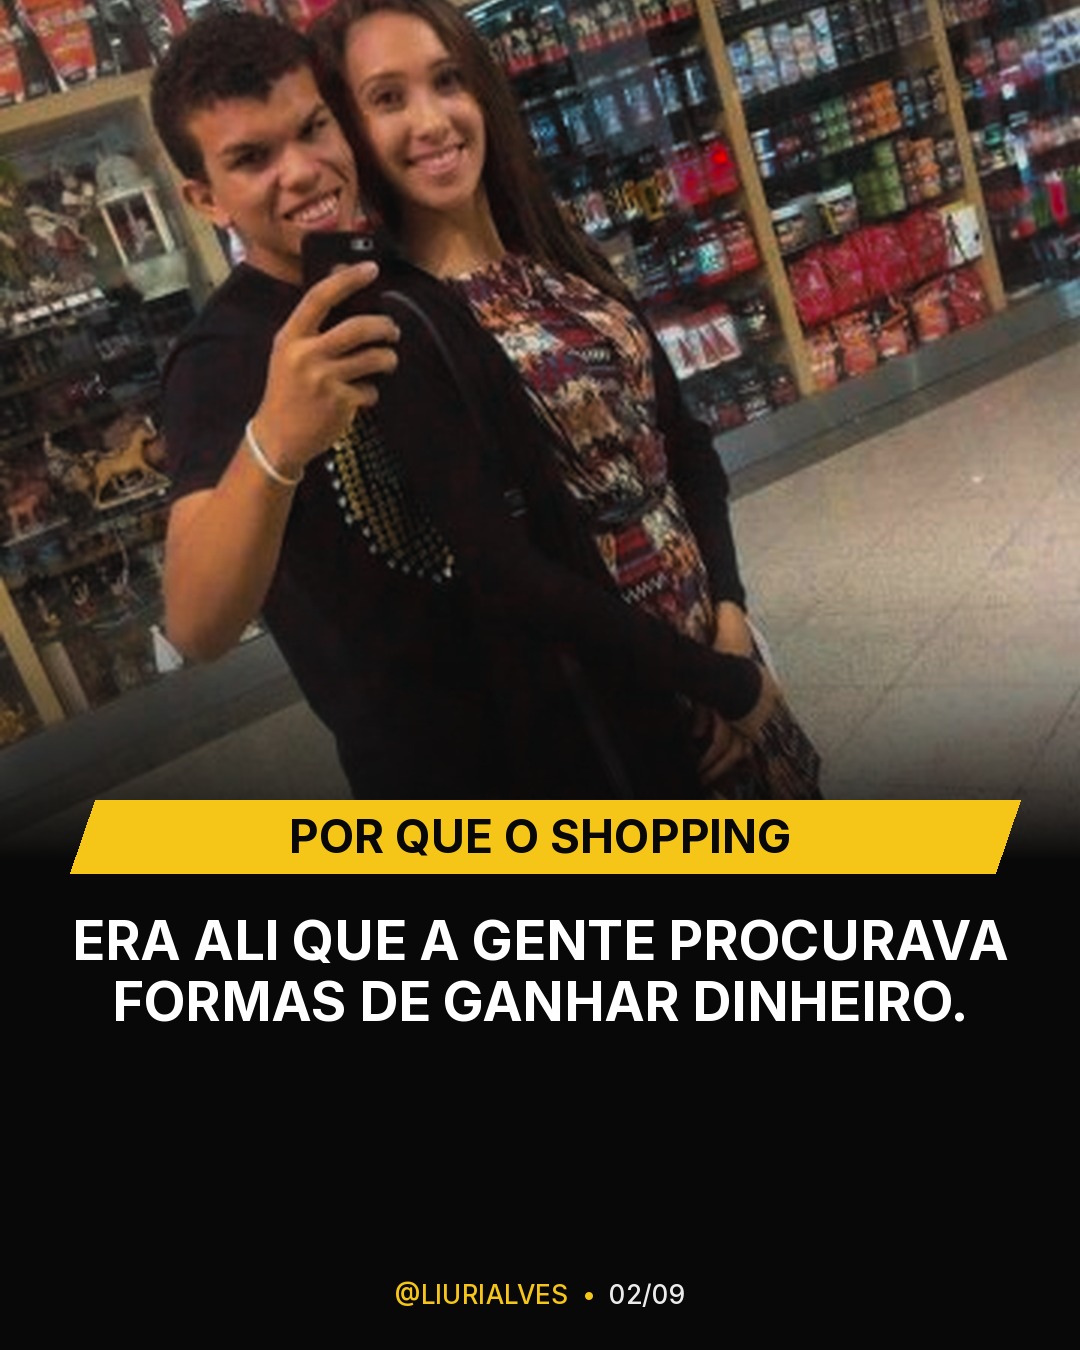 POR QUE O SHOPPING
ERA ALI QUE A GENTE PROCURAVA
FORMAS DE GANHAR DINHEIRO.
@LIURIALVES • 02/09